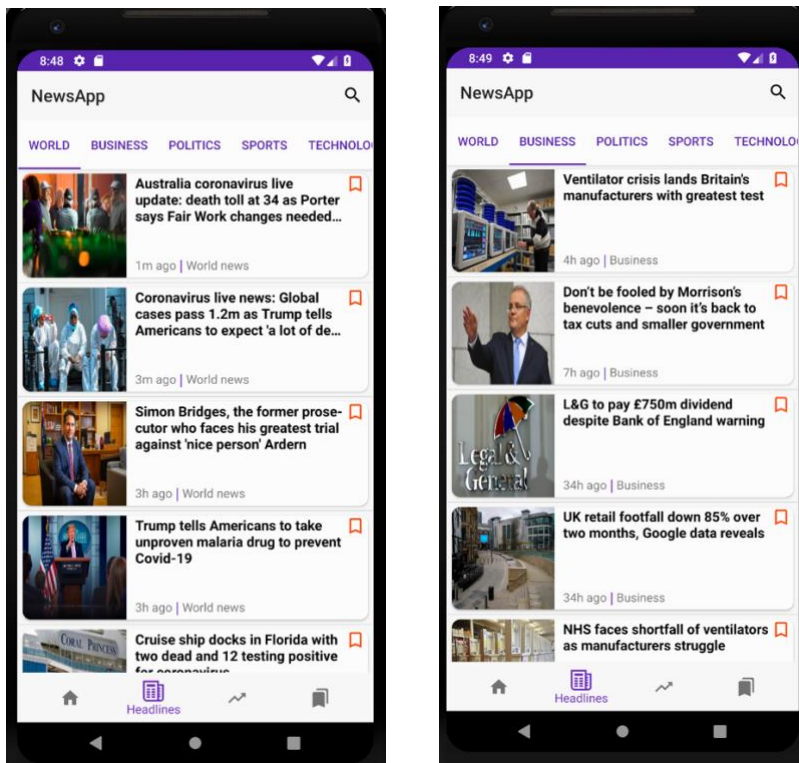 8:48
NewsApp
WORLD BUSINESS POLITICS SPORTS TECHNOLO
Australia coronavirus live
update: death toll at 34 as Porter
says Fair Work changes needed...
1m ago | World news
Coronavirus live news: Global
cases pass 1.2m as Trump tells
Americans to expect 'a lot of de...
3m ago | World news
Simon Bridges, the former prose-
cutor who faces his greatest trial
against 'nice person' Ardern
3h ago | World news
Trump tells Americans to take
unproven malaria drug to prevent
Covid-19
3h ago | World news
CORAL PRINCESS
Cruise ship docks in Florida with
two dead and 12 testing positive
for coronavirus
Headlines
8:49
NewsApp
WORLD BUSINESS POLITICS SPORTS TECHNOLO
Ventilator crisis lands Britain's
manufacturers with greatest test
4h ago | Business
Don't be fooled by Morrison's
benevolence – soon it's back to
tax cuts and smaller government
7h ago | Business
Legal &
General
L&G to pay £750m dividend
despite Bank of England warning
34h ago | Business
UK retail footfall down 85% over
two months, Google data reveals
34h ago | Business
NHS faces shortfall of ventilators
as manufacturers struggle
Headlines